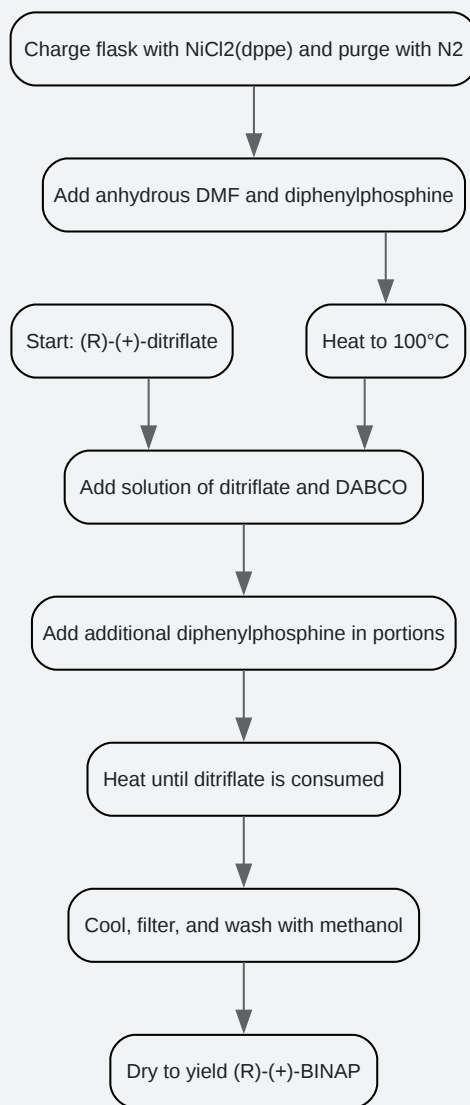 Charge flask with NiCl2(dppe) and purge with N2
Add anhydrous DMF and diphenylphosphine
Start: (R)-(+)-ditriflate
Heat to 100°C
Add solution of ditriflate and DABCO
Add additional diphenylphosphine in portions
Heat until ditriflate is consumed
Cool, filter, and wash with methanol
Dry to yield (R)-(+)-BINAP